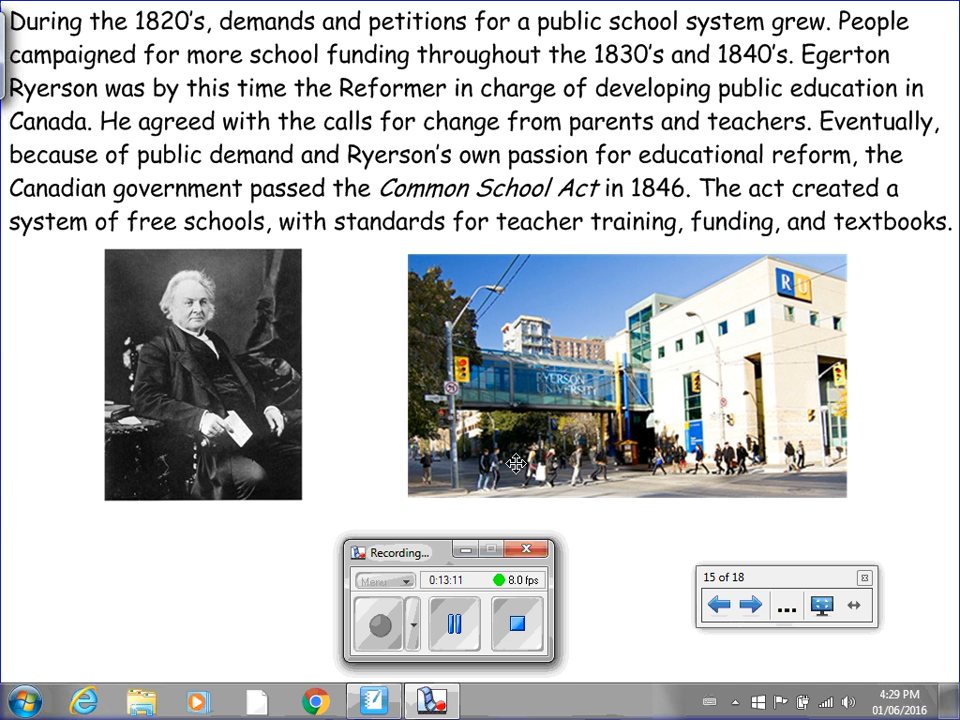 During the 1820's, demands and petitions for a public school system grew. People
campaigned for more school funding throughout the 1830's and 1840's. Egerton
Ryerson was by this time the Reformer in charge of developing public education in
Canada. He agreed with the calls for change from parents and teachers. Eventually,
because of public demand and Ryerson's own passion for educational reform, the
Canadian government passed the Common School Act in 1846. The act created a
system of free schools, with standards for teacher training, funding, and textbooks.
RU
RYERSON
UNIVERSITY
Recording...
Menu
0:13:11
8.0 fps
15 of 18
...
4:29 PM
01/06/2016